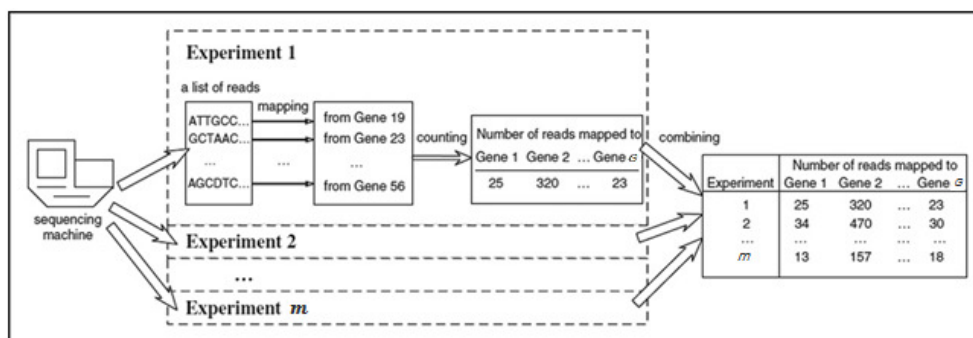 Experiment 1
a list of reads
mapping
ATTGCC...
GCTAAC...
...
AGCDTC...
...
from Gene 19
from Gene 23
...
from Gene 56
counting
Number of reads mapped to
Gene 1 Gene 2 ... Gene G
25 320 ... 23
combining
sequencing
machine
Experiment 2
...
Experiment m
Number of reads mapped to
Experiment Gene 1 Gene 2 ... Gene G
1 25 320 ... 23
2 34 470 ... 30
... ... ... ... ...
m 13 157 ... 18